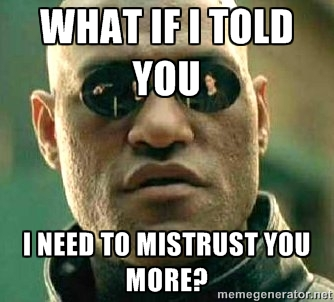 WHAT IF I TOLD
YOU
I NEED TO MISTRUST YOU
MORE?
memegenerator.net